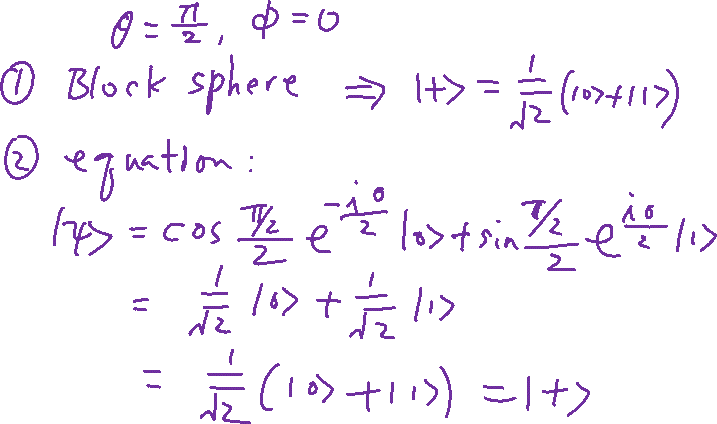 θ = π/2, ϕ = 0
① Block sphere ⇒ |+> = 1/√2 (|0>+|1>)
② equation:
|ψ> = cos (π/2)/2 e^(-i0/2) |0> + sin (π/2)/2 e^(i0/2) |1>
= 1/√2 |0> + 1/√2 |1>
= 1/√2 (|0> + |1>) = |+>